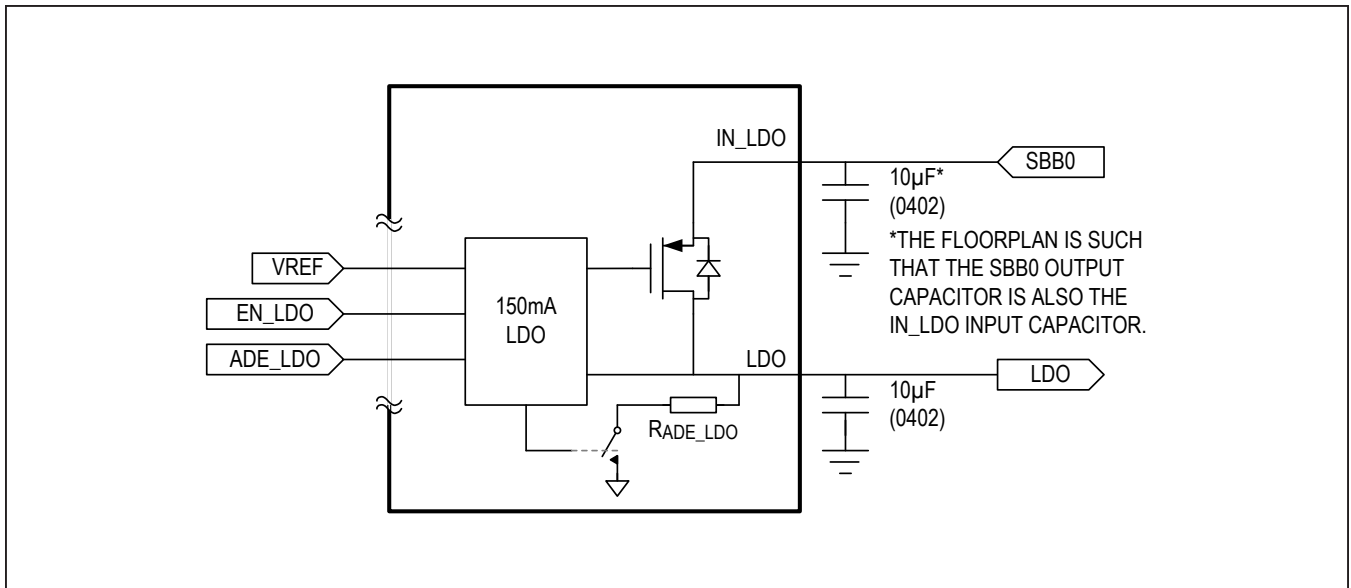 IN_LDO
SBB0
10µF*
(0402)
*THE FLOORPLAN IS SUCH
THAT THE SBB0 OUTPUT
CAPACITOR IS ALSO THE
IN_LDO INPUT CAPACITOR.
VREF
EN_LDO
ADE_LDO
150mA
LDO
LDO
LDO
10µF
(0402)
RADE_LDO